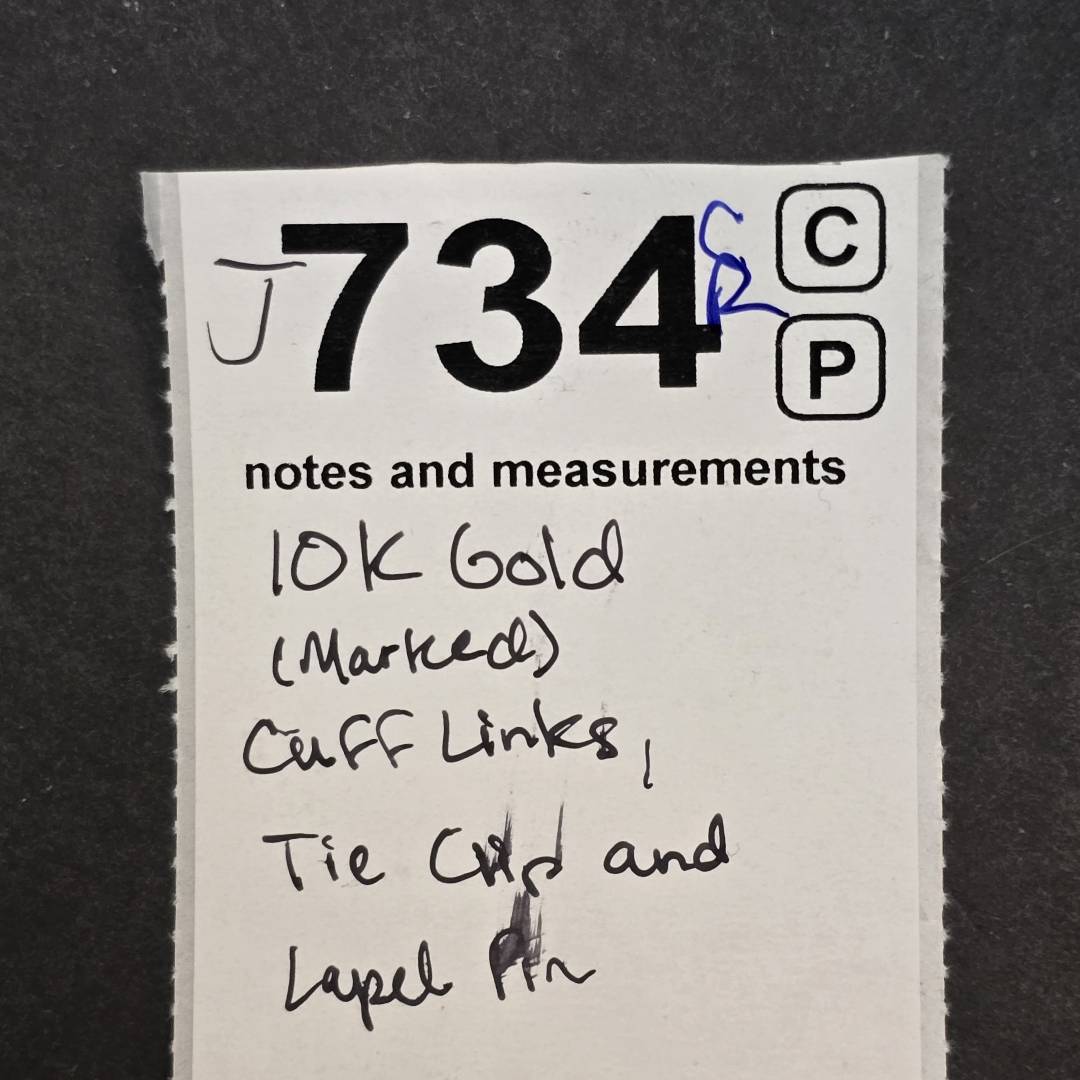 J734 C
P
notes and measurements
10K Gold
(Marked)
Cuff Links,
Tie Clip and
Lapel Pin